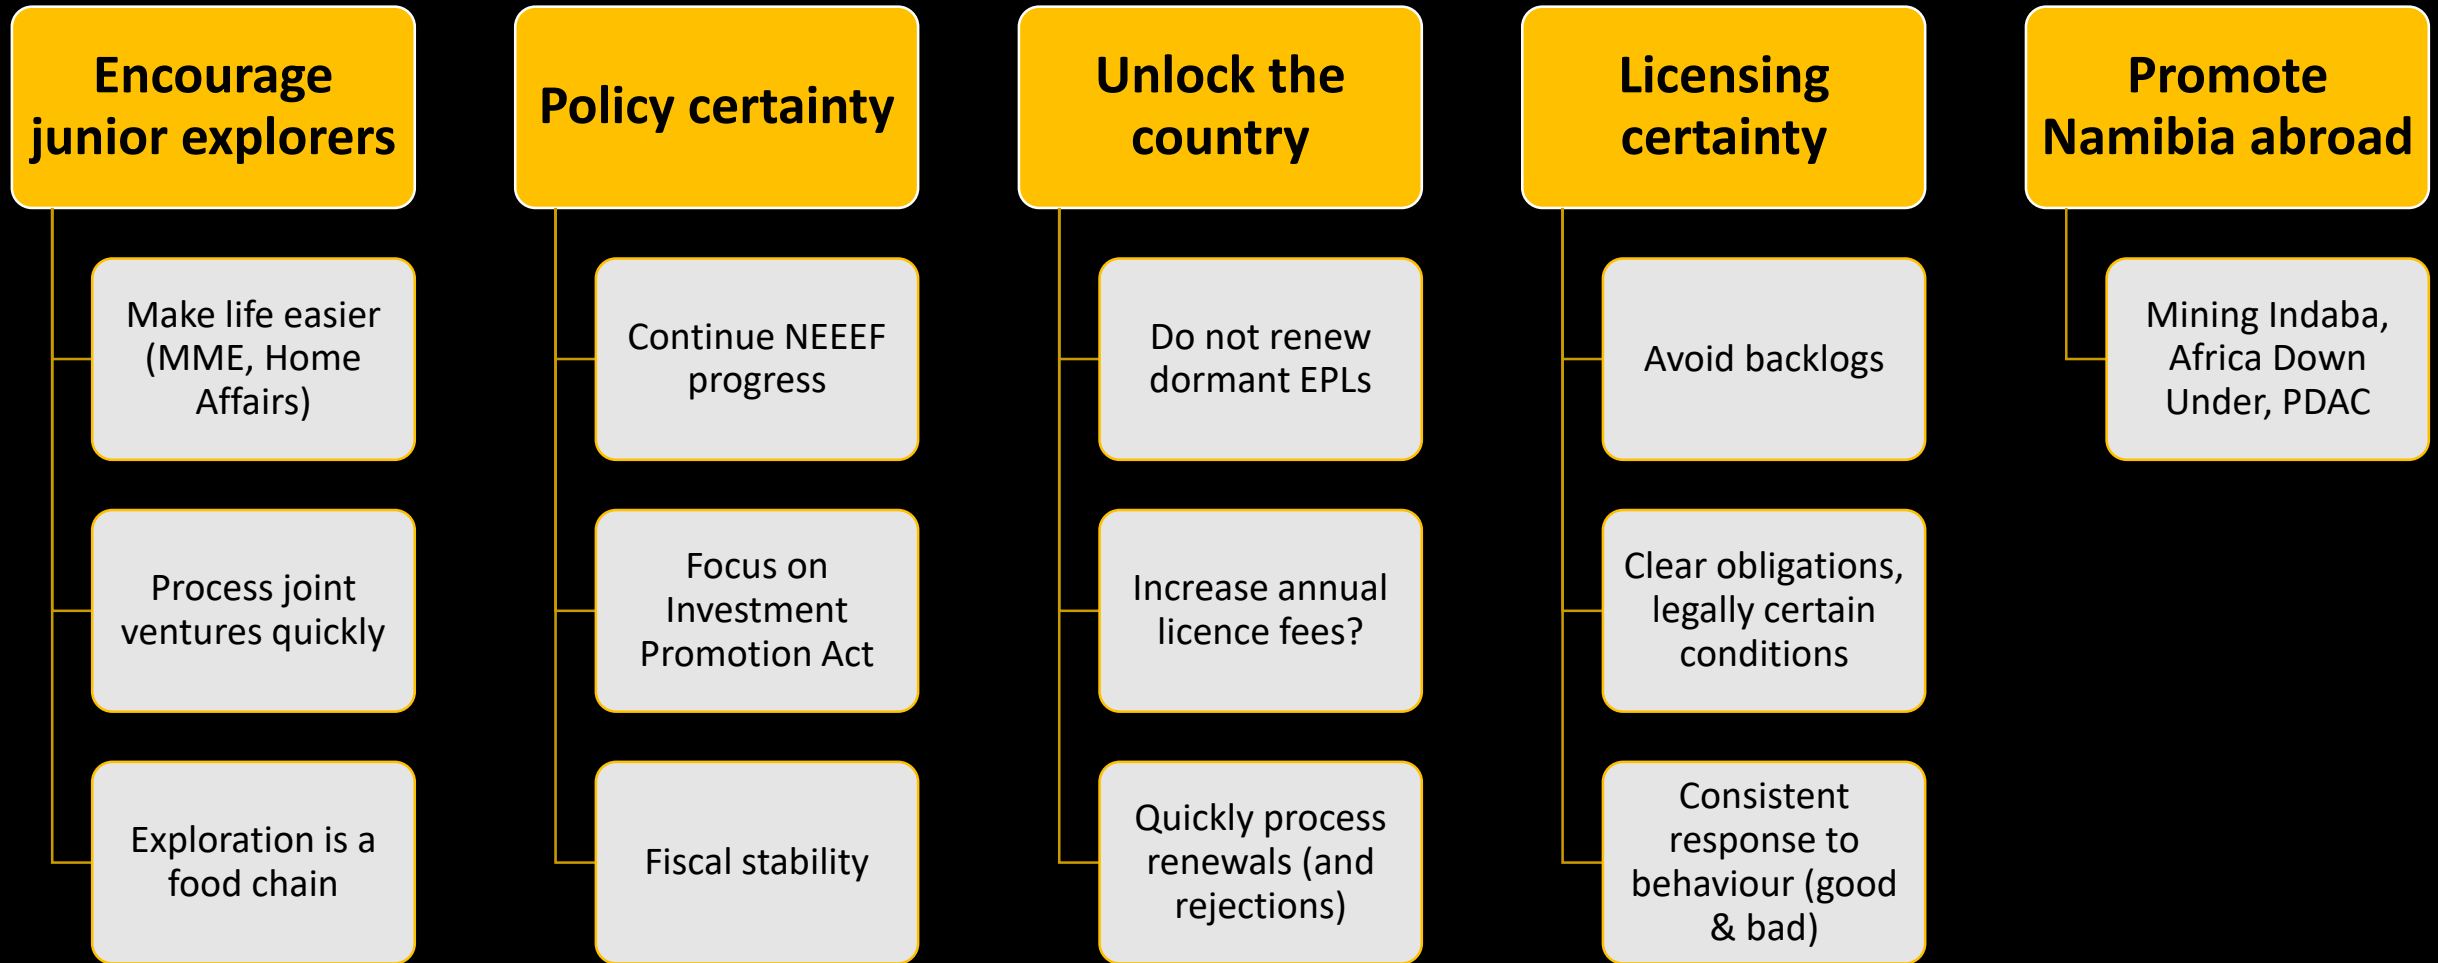 Encourage
junior explorers
Make life easier
(MME, Home
Affairs)
Process joint
ventures quickly
Exploration is a
food chain
Policy certainty
Continue NEEEF
progress
Focus on
Investment
Promotion Act
Fiscal stability
Unlock the
country
Do not renew
dormant EPLs
Increase annual
licence fees?
Quickly process
renewals (and
rejections)
Licensing
certainty
Avoid backlogs
Clear obligations,
legally certain
conditions
Consistent
response to
behaviour (good
& bad)
Promote
Namibia abroad
Mining Indaba,
Africa Down
Under, PDAC